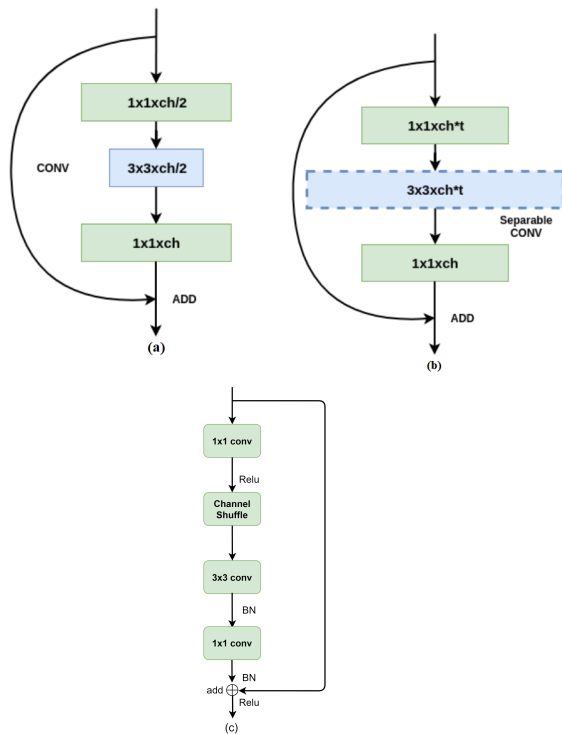 1x1xch/2
CONV
3x3xch/2
1x1xch
ADD
(a)
1x1xch*t
3x3xch*t
Separable
CONV
1x1xch
ADD
(b)
1x1 conv
Relu
Channel
Shuffle
3x3 conv
BN
1x1 conv
BN
add
Relu
(c)